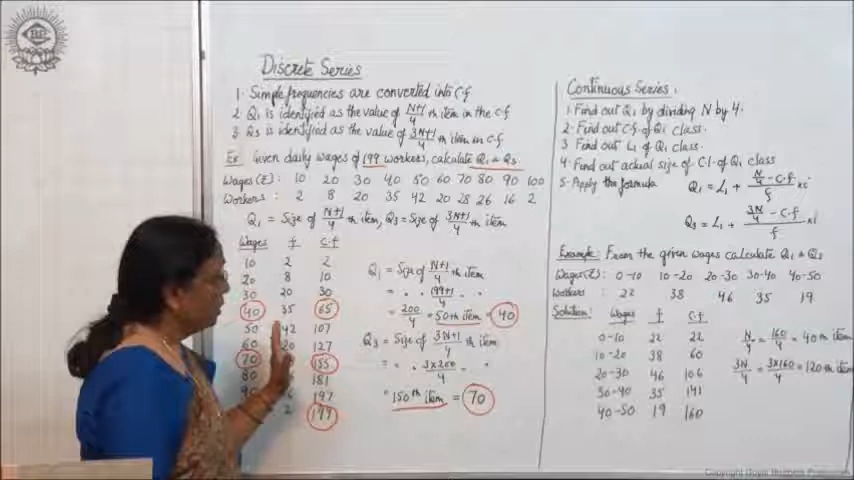 Discrete Series
1. Simple frequencies are converted into C.f
2 Q1 is identified as the value of N+1/4 th item in the c.f
3 Q3 is identified as the value of 3N+1/4 th item in c.f
Ex Given daily wages of 199 workers, calculate Q1 & Q3
Wages(₹) 10 20 30 40 50 60 70 80 90 100
Workers 2 8 20 35 42 20 28 26 16 2
Q1 = Size of N+1/4 th item, Q3 = Size of 3N+1/4 th item
Wages f C.f
10 2 2
20 8 10
30 20 30
40 35 65
50 42 107
60 20 127
70 155
80 181
6 197
2 199
Q1 = Size of N+1/4 th item
= " " 199+1/4 " "
= 200/4 = 50th item = 40
Q3 = Size of 3N+1/4 th item
= " " 3x200/4 " "
= 150th item = 70
Continuous Series.
1. Find out Q1 by dividing N by 4.
2 Find out C.f. of Q1 class.
3 Find out L1 of Q1 class.
4. Find out actual size of C.I. of Q1 class
5. Apply the formula Q1 = L1 + N/4 - C.f / f xi
Q3 = L1 + 3N/4 - C.f / f xi
Example: From the given wages calculate Q1 & Q3
Wages(₹): 0-10 10-20 20-30 30-40 40-50
Workers: 22 38 46 35 19
Solution: Wages f C.f
0-10 22 22
10-20 38 60
20-30 46 106
30-40 35 141
40-50 19 160
N/4 = 160/4 = 40th item
3N/4 = 3x160/4 = 120th item